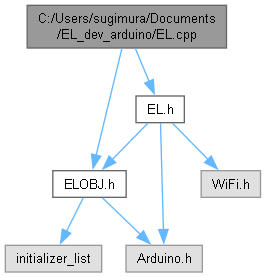 C:/Users/sugimura/Documents
/EL_dev_arduino/EL.cpp
EL.h
ELOBJ.h
WiFi.h
initializer_list
Arduino.h